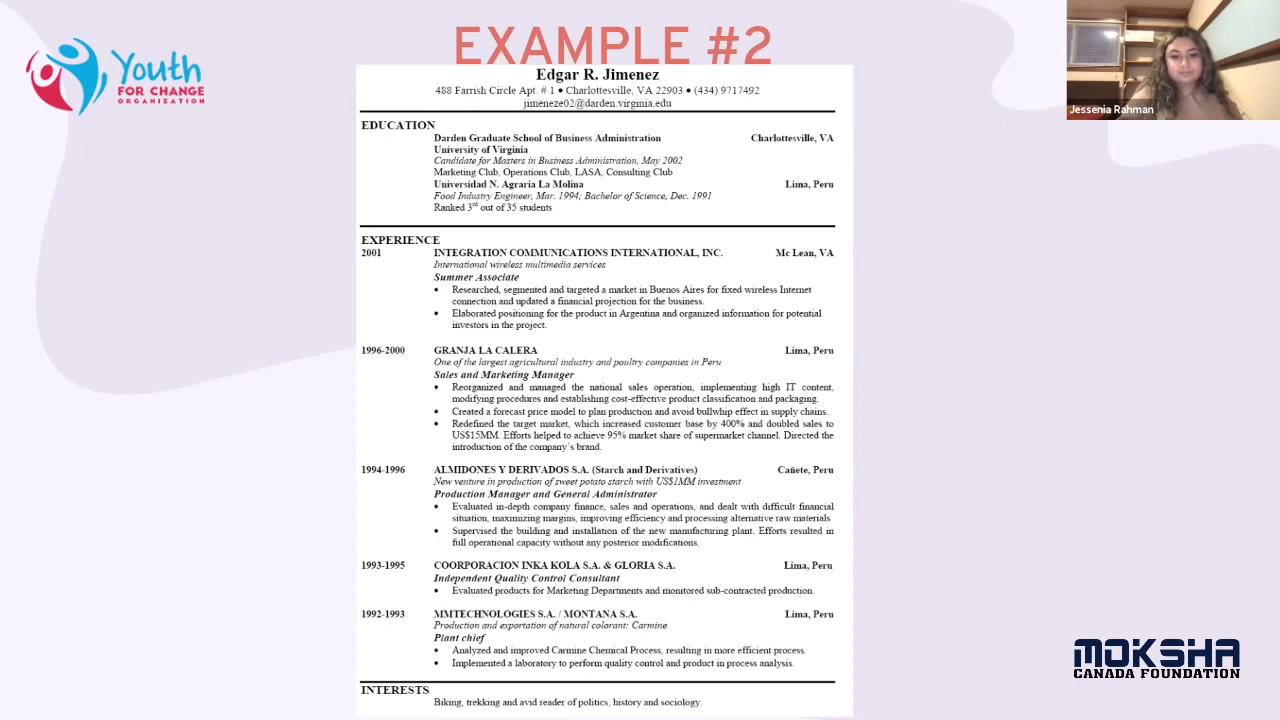 EXAMPLE #2
Youth
FOR CHANGE
ORGANIZATION
Jessenia Rahman
Edgar R. Jimenez
488 Farrish Circle Apt. # 1 ● Charlottesville, VA 22903 ● (434) 9717492
jimeneze02@darden.virginia.edu
EDUCATION
Darden Graduate School of Business Administration Charlottesville, VA
University of Virginia
Candidate for Masters in Business Administration, May 2002
Marketing Club, Operations Club, LASA, Consulting Club
Universidad N. Agraria La Molina Lima, Peru
Food Industry Engineer, Mar. 1994; Bachelor of Science, Dec. 1991
Ranked 3rd out of 35 students
EXPERIENCE
2001 INTEGRATION COMMUNICATIONS INTERNATIONAL, INC. Mc Lean, VA
International wireless multimedia services
Summer Associate
• Researched, segmented and targeted a market in Buenos Aires for fixed wireless Internet
connection and updated a financial projection for the business.
• Elaborated positioning for the product in Argentina and organized information for potential
investors in the project.
1996-2000 GRANJA LA CALERA Lima, Peru
One of the largest agricultural industry and poultry companies in Peru
Sales and Marketing Manager
• Reorganized and managed the national sales operation, implementing high IT content,
modifying procedures and establishing cost-effective product classification and packaging.
• Created a forecast price model to plan production and avoid bullwhip effect in supply chains.
• Redefined the target market, which increased customer base by 400% and doubled sales to
US$15MM. Efforts helped to achieve 95% market share of supermarket channel. Directed the
introduction of the company`s brand.
1994-1996 ALMIDONES Y DERIVADOS S.A. (Starch and Derivatives) Cañete, Peru
New venture in production of sweet potato starch with US$1MM investment
Production Manager and General Administrator
• Evaluated in-depth company finance, sales and operations, and dealt with difficult financial
situation, maximizing margins, improving efficiency and processing alternative raw materials
• Supervised the building and installation of the new manufacturing plant. Efforts resulted in
full operational capacity without any posterior modifications.
1993-1995 COORPORACION INKA KOLA S.A. & GLORIA S.A. Lima, Peru
Independent Quality Control Consultant
• Evaluated products for Marketing Departments and monitored sub-contracted production.
1992-1993 MMTECHNOLOGIES S.A. / MONTANA S.A. Lima, Peru
Production and exportation of natural colorant: Carmine
Plant chief
• Analyzed and improved Carmine Chemical Process, resulting in more efficient process.
• Implemented a laboratory to perform quality control and product in process analysis.
INTERESTS
Biking, trekking and avid reader of politics, history and sociology.
MOKSHA
CANADA FOUNDATION